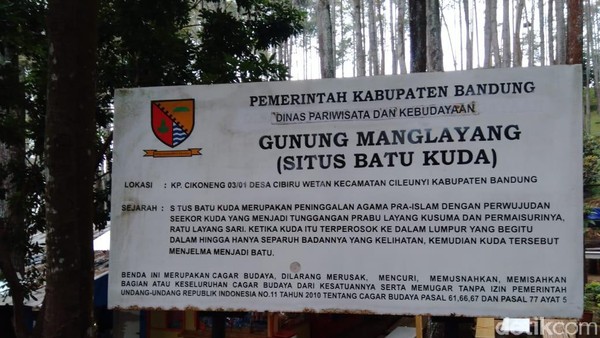 PEMERINTAH KABUPATEN BANDUNG
DINAS PARIWISATA DAN KEBUDAYAAN
GUNUNG MANGLAYANG
(SITUS BATU KUDA)
LOKASI : KP. CIKONENG 03/01 DESA CIBIRU WETAN KECAMATAN CILEUNYI KABUPATEN BANDUNG
SEJARAH : S TUS BATU KUDA MERUPAKAN PENINGGALAN AGAMA PRA-ISLAM DENGAN PERWUJUDAN
SEEKOR KUDA YANG MENJADI TUNGGANGAN PRABU LAYANG KUSUMA DAN PERMAISURINYA,
RATU LAYANG SARI. KETIKA KUDA ITU TERPEROSOK KE DALAM LUMPUR YANG BEGITU
DALAM HINGGA HANYA SEPARUH BADANNYA YANG KELIHATAN, KEMUDIAN KUDA TERSEBUT
MENJELMA MENJADI BATU.
BENDA INI MERUPAKAN CAGAR BUDAYA, DILARANG MERUSAK, MENCURI, MEMUSNAHKAN, MEMISAHKAN
BAGIAN ATAU KESELURUHAN CAGAR BUDAYA DARI KESATUANNYA SERTA MEMUGAR TANPA IZIN PEMERINTAH
UNDANG-UNDANG REPUBLIK INDONESIA NO.11 TAHUN 2010 TENTANG CAGAR BUDAYA PASAL 61,66,67 DAN PASAL 77 AYAT 5
detikcom